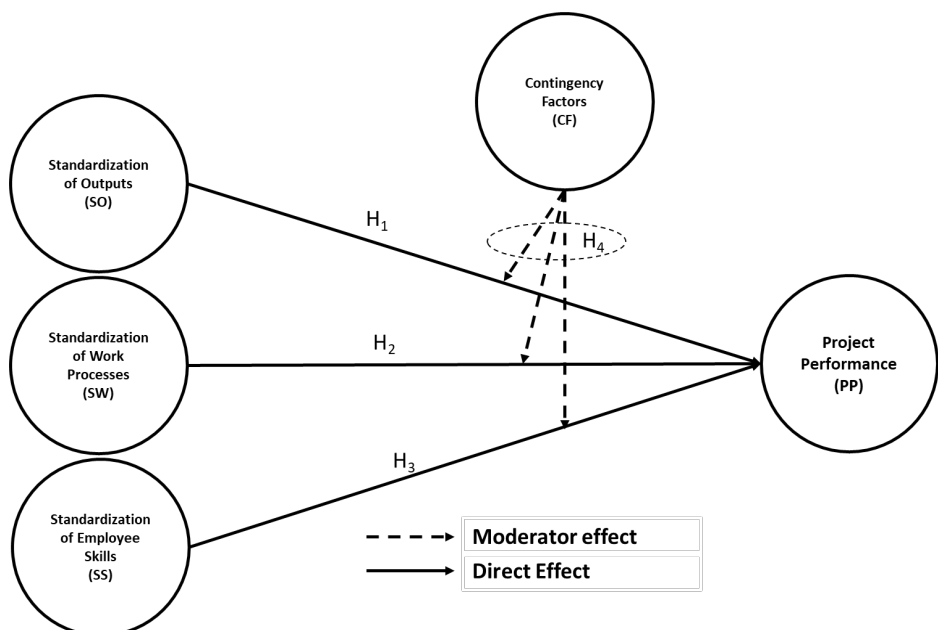 Contingency
Factors
(CF)
Standardization
of Outputs
(SO)
H₁
H₄
Standardization
of Work
Processes
(SW)
H₂
Project
Performance
(PP)
H₃
Standardization
of Employee
Skills
(SS)
Moderator effect
Direct Effect